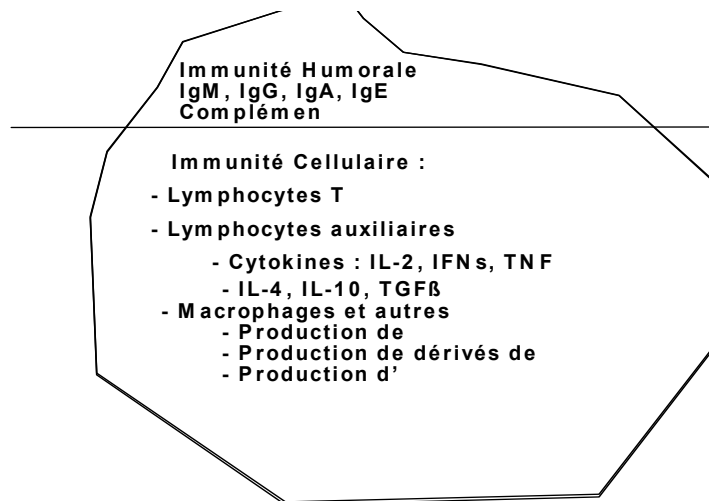 Immunité Humorale
IgM, IgG, IgA, IgE
Complémen
Immunité Cellulaire :
- Lymphocytes T
- Lymphocytes auxiliaires
- Cytokines : IL-2, IFNs, TNF
- IL-4, IL-10, TGFß
- Macrophages et autres
- Production de
- Production de dérivés de
- Production d'